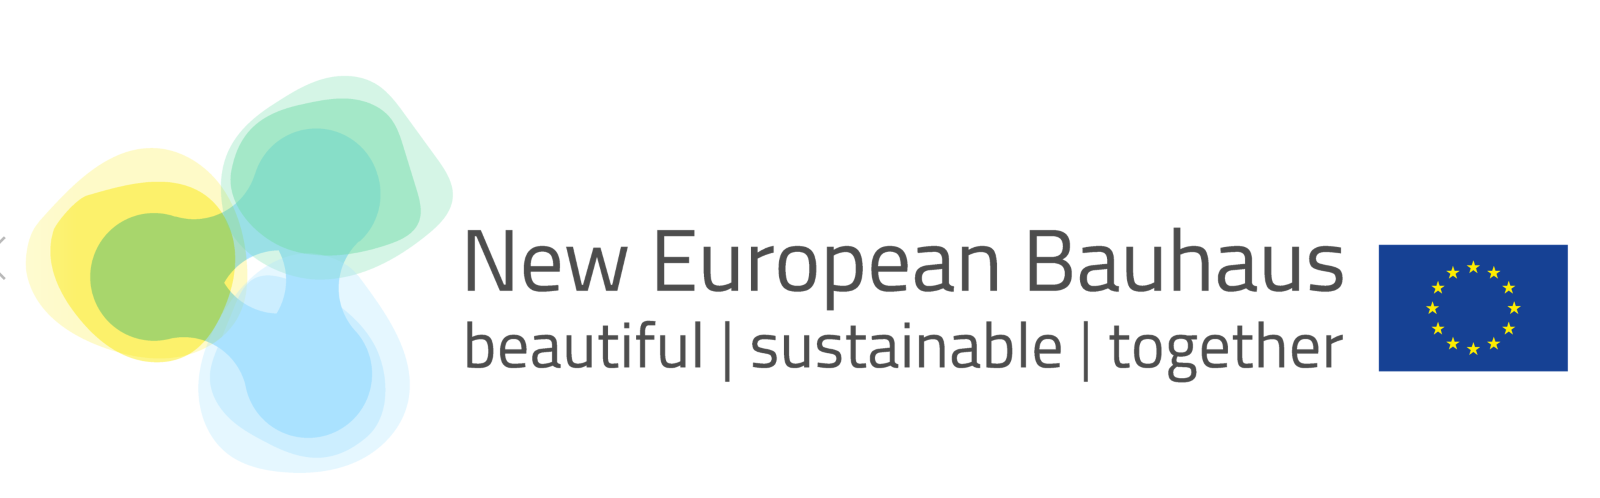 New European Bauhaus
beautiful | sustainable | together